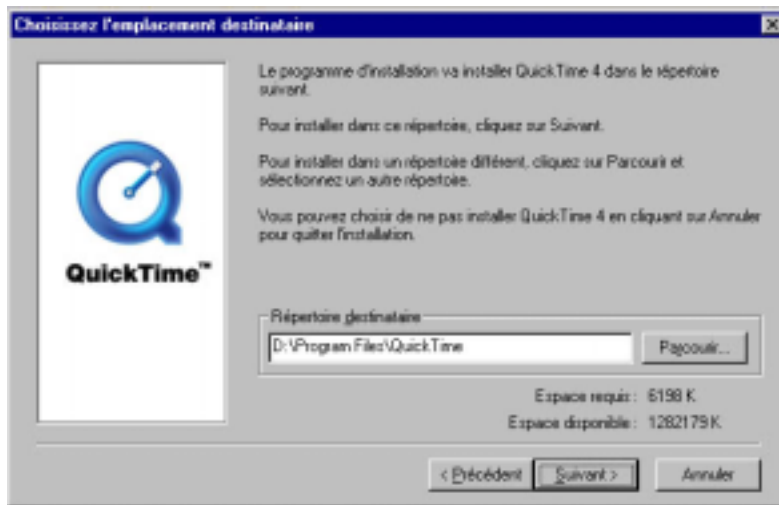 Choisissez l'emplacement destinataire
Le programme d'installation va installer QuickTime 4 dans le répertoire
suivant.
Pour installer dans ce répertoire, cliquez sur Suivant.
Pour installer dans un répertoire différent, cliquez sur Parcourir et
sélectionnez un autre répertoire.
Vous pouvez choisir de ne pas installer QuickTime 4 en cliquant sur Annuler
pour quitter l'installation.
QuickTime™
Répertoire destinataire
D:\Program Files\QuickTime
Parcourir...
Espace requis : 6198 K
Espace disponible : 1282179 K
< Précédent
Suivant >
Annuler